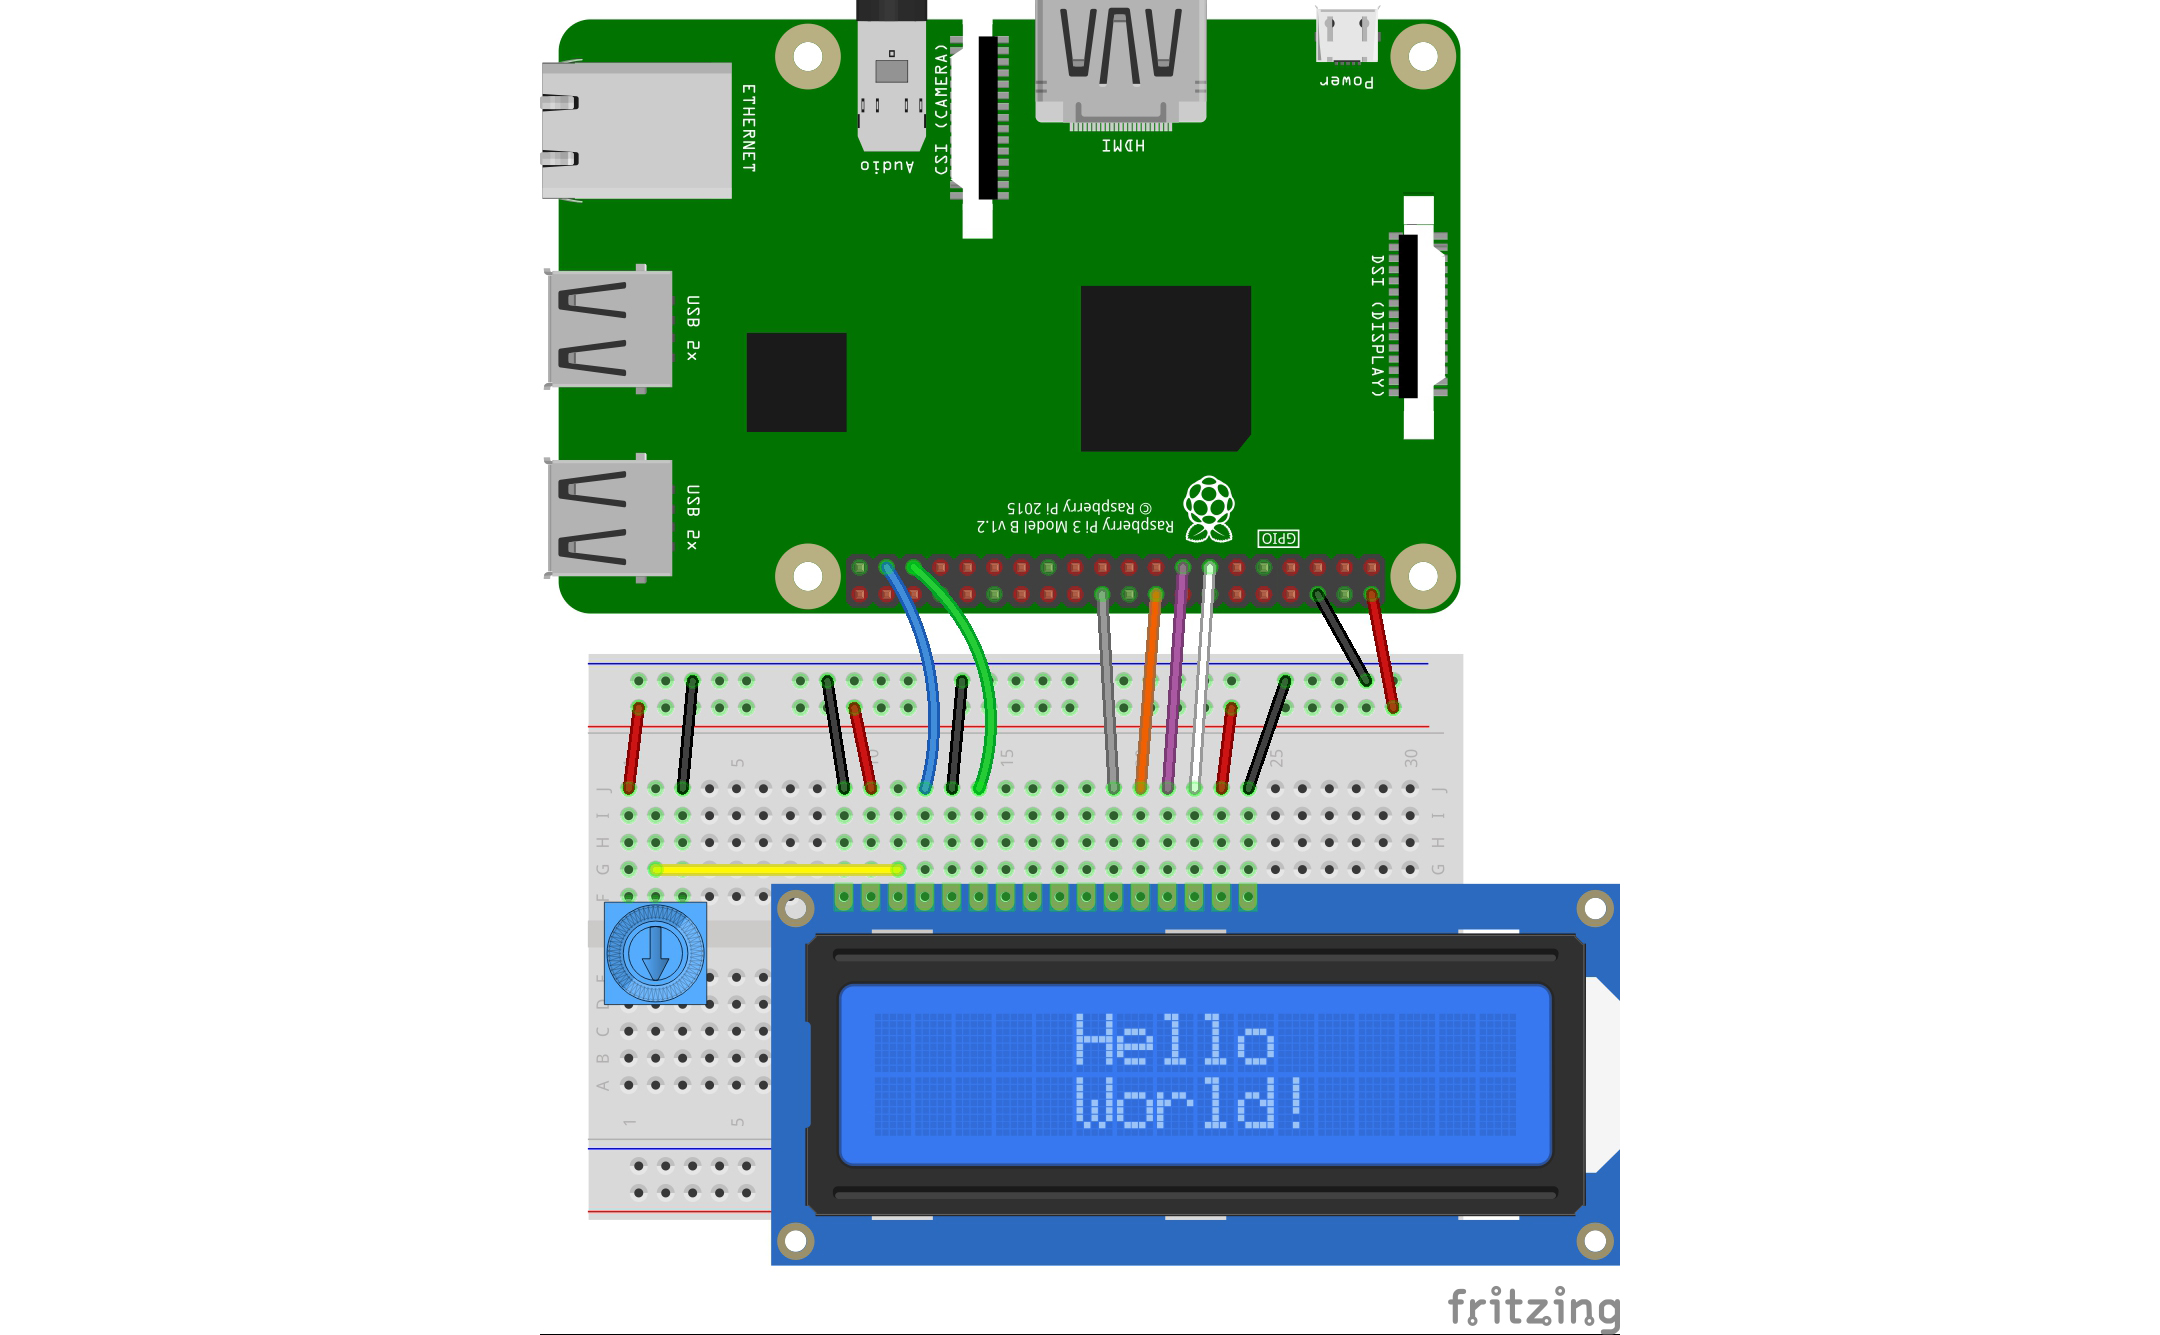 ETHERNET
Audio
CSI (CAMERA)
HDMI
Power
DSI (DISPLAY)
USB 2x
USB 2x
Raspberry Pi 3 Model B v1.2
© Raspberry Pi 2015
GPIO
5 10 15 25 30
J J
I I
H H
G G
F
E
D
C
B
A
1 5
Hello
World!
fritzing